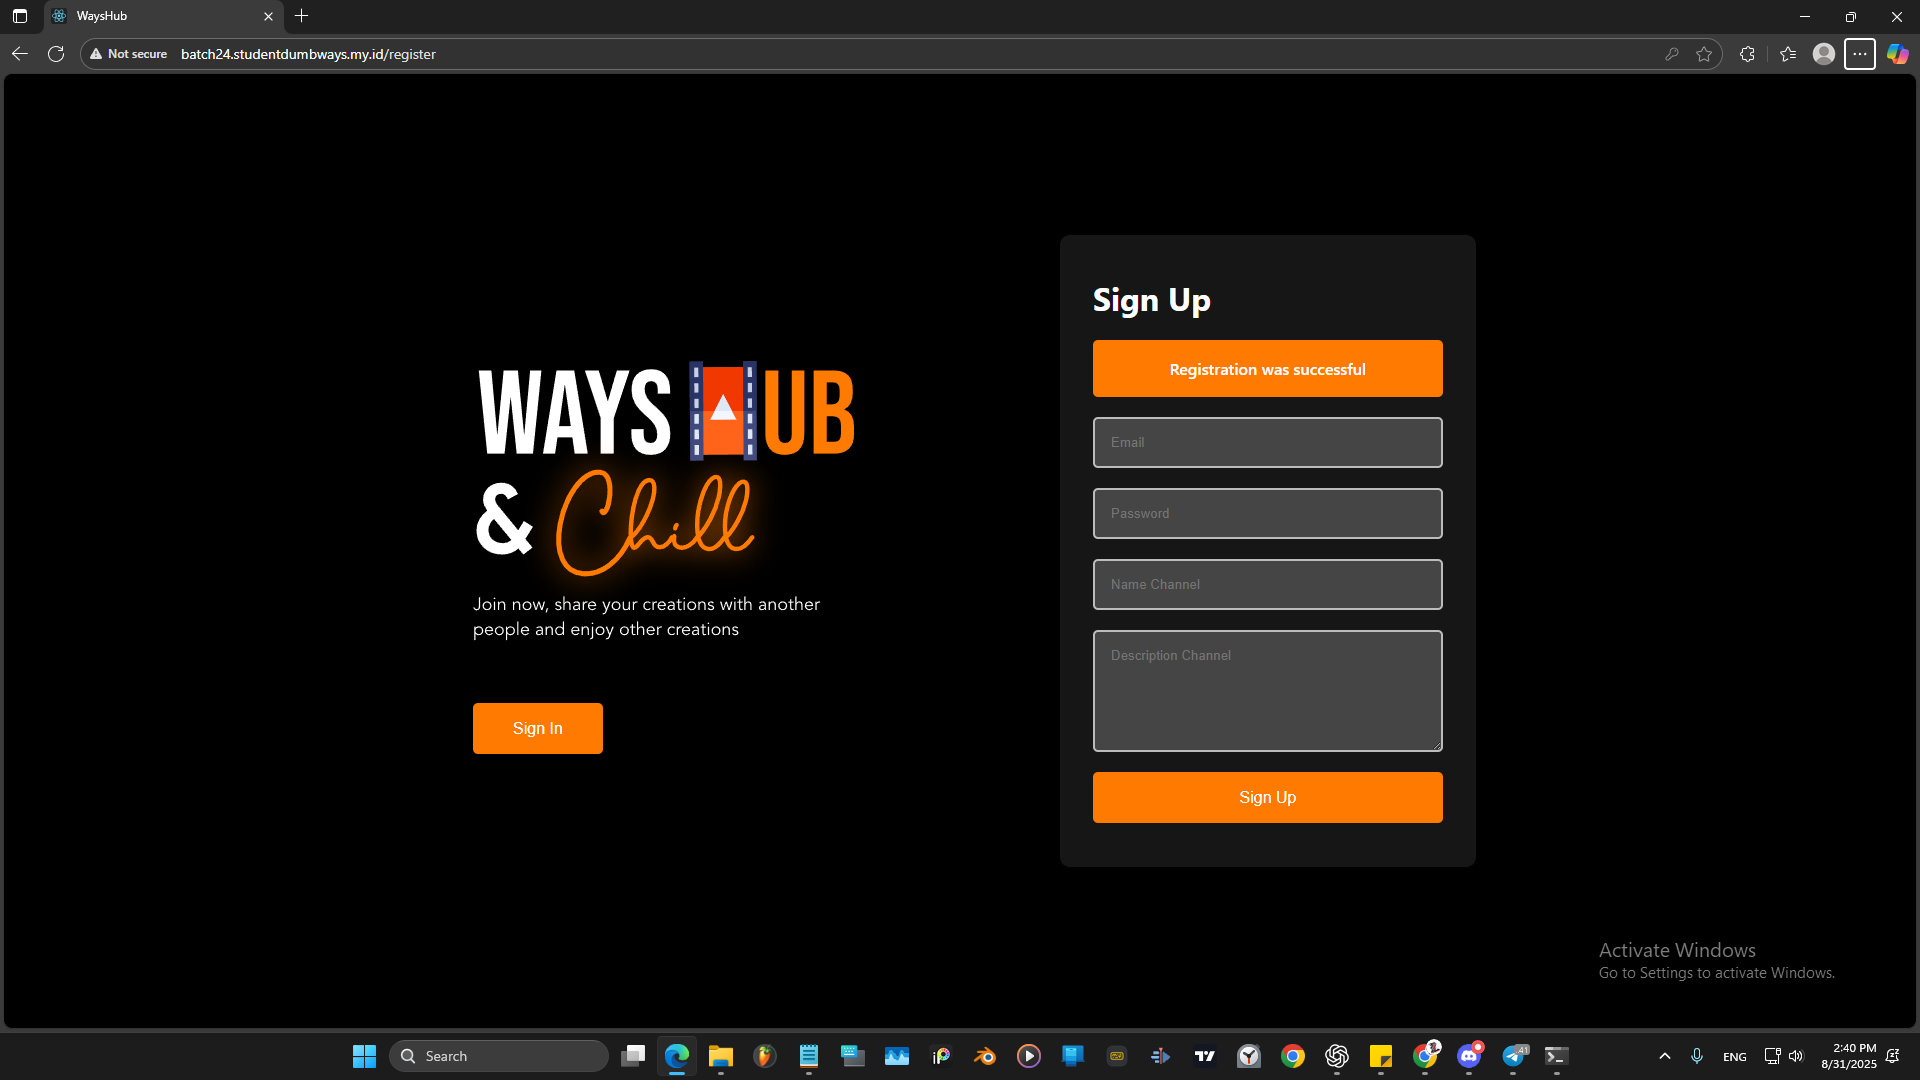 WaysHub
Not secure
batch24.studentdumbways.my.id/register
WAYS HUB
& Chill
Join now, share your creations with another
people and enjoy other creations
Sign In
Sign Up
Registration was successful
Email
Password
Name Channel
Description Channel
Sign Up
Activate Windows
Go to Settings to activate Windows.
Search
41
ENG
2:40 PM
8/31/2025